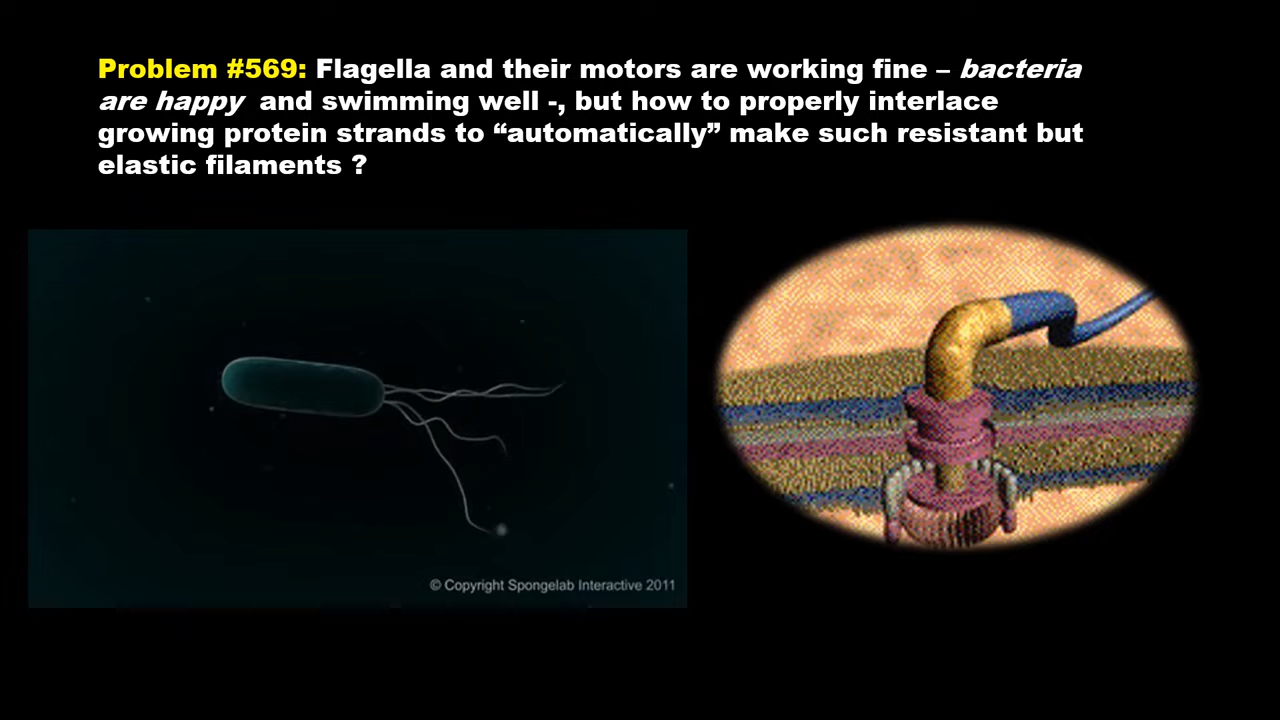 Problem #569: Flagella and their motors are working fine – bacteria
are happy  and swimming well -, but how to properly interlace
growing protein strands to “automatically” make such resistant but
elastic filaments ?
© Copyright Spongelab Interactive 2011